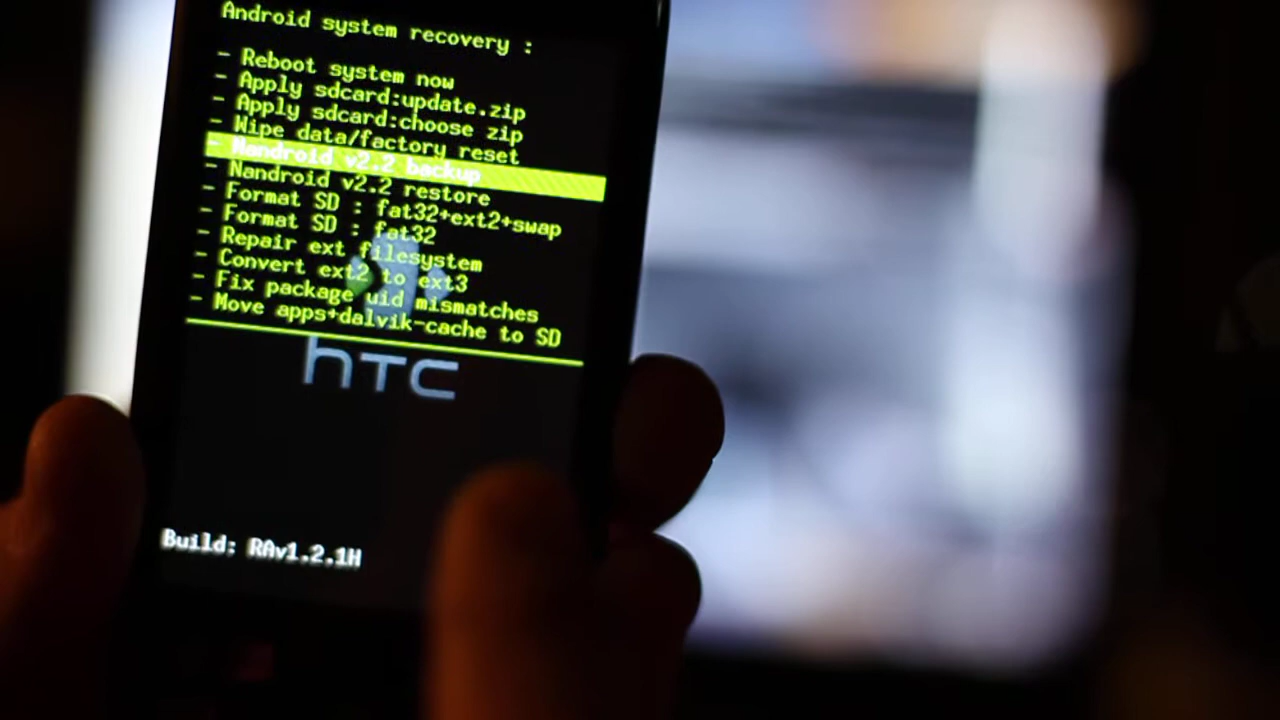 Android system recovery :
- Reboot system now
- Apply sdcard:update.zip
- Apply sdcard:choose zip
- Wipe data/factory reset
- Nandroid v2.2 backup
- Nandroid v2.2 restore
- Format SD : fat32+ext2+swap
- Format SD : fat32
- Repair ext filesystem
- Convert ext2 to ext3
- Fix package uid mismatches
- Move apps+dalvik-cache to SD
hTC
Build: RAv1.2.1H